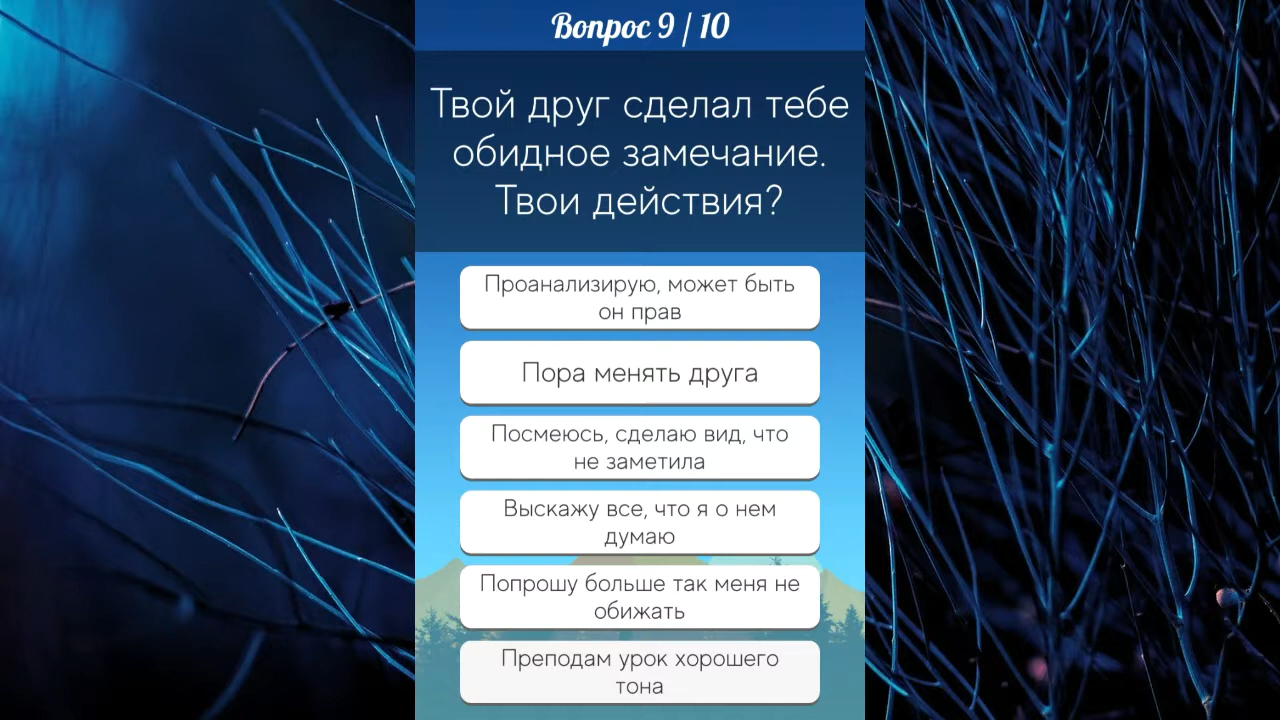 Вопрос 9 / 10
Твой друг сделал тебе
обидное замечание.
Твои действия?
Проанализирую, может быть
он прав
Пора менять друга
Посмеюсь, сделаю вид, что
не заметила
Выскажу все, что я о нем
думаю
Попрошу больше так меня не
обижать
Преподам урок хорошего
тона